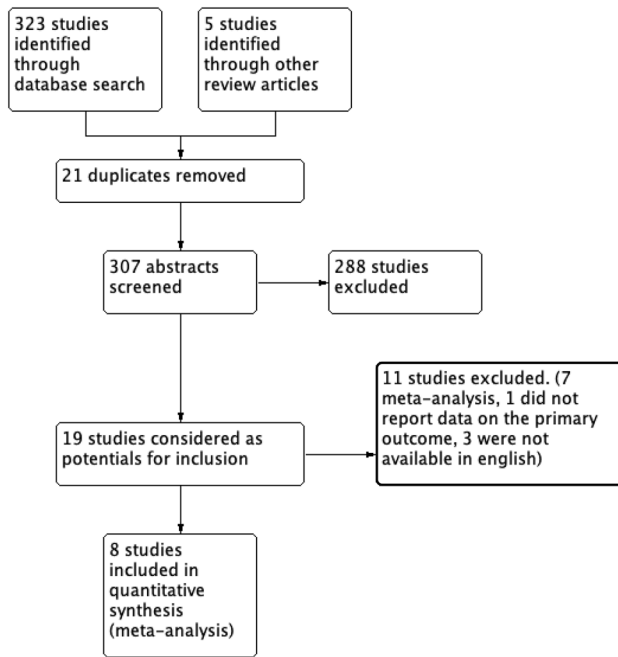 323 studies
identified
through
database search
5 studies
identified
through other
review articles
21 duplicates removed
307 abstracts
screened
288 studies
excluded
11 studies excluded. (7
meta-analysis, 1 did not
report data on the primary
outcome, 3 were not
available in english)
19 studies considered as
potentials for inclusion
8 studies
included in
quantitative
synthesis
(meta-analysis)